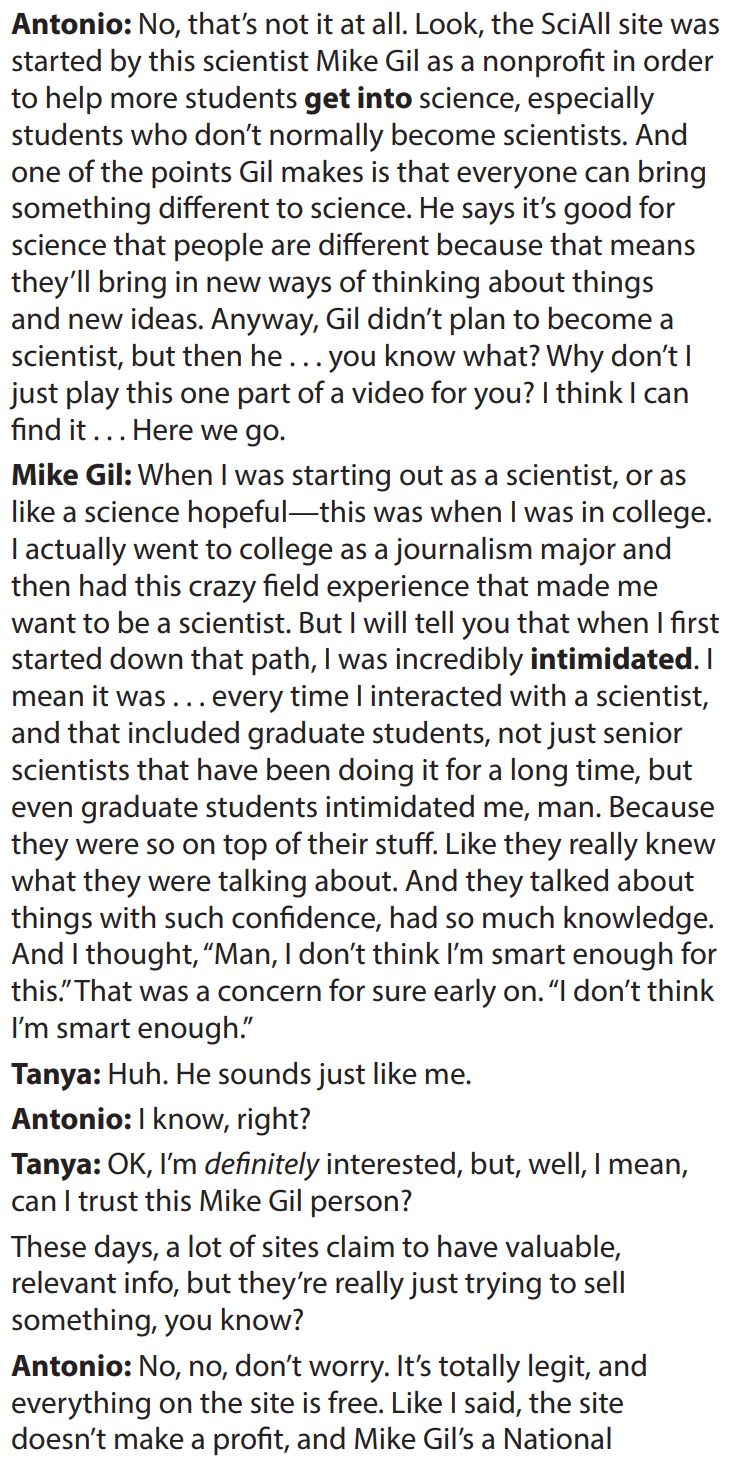 Antonio: No, that’s not it at all. Look, the SciAll site was
started by this scientist Mike Gil as a nonprofit in order
to help more students get into science, especially
students who don’t normally become scientists. And
one of the points Gil makes is that everyone can bring
something different to science. He says it’s good for
science that people are different because that means
they’ll bring in new ways of thinking about things
and new ideas. Anyway, Gil didn’t plan to become a
scientist, but then he . . . you know what? Why don’t I
just play this one part of a video for you? I think I can
find it . . . Here we go.
Mike Gil: When I was starting out as a scientist, or as
like a science hopeful—this was when I was in college.
I actually went to college as a journalism major and
then had this crazy field experience that made me
want to be a scientist. But I will tell you that when I first
started down that path, I was incredibly intimidated. I
mean it was . . . every time I interacted with a scientist,
and that included graduate students, not just senior
scientists that have been doing it for a long time, but
even graduate students intimidated me, man. Because
they were so on top of their stuff. Like they really knew
what they were talking about. And they talked about
things with such confidence, had so much knowledge.
And I thought, “Man, I don’t think I’m smart enough for
this.” That was a concern for sure early on. “I don’t think
I’m smart enough.”
Tanya: Huh. He sounds just like me.
Antonio: I know, right?
Tanya: OK, I’m definitely interested, but, well, I mean,
can I trust this Mike Gil person?
These days, a lot of sites claim to have valuable,
relevant info, but they’re really just trying to sell
something, you know?
Antonio: No, no, don’t worry. It’s totally legit, and
everything on the site is free. Like I said, the site
doesn’t make a profit, and Mike Gil’s a National